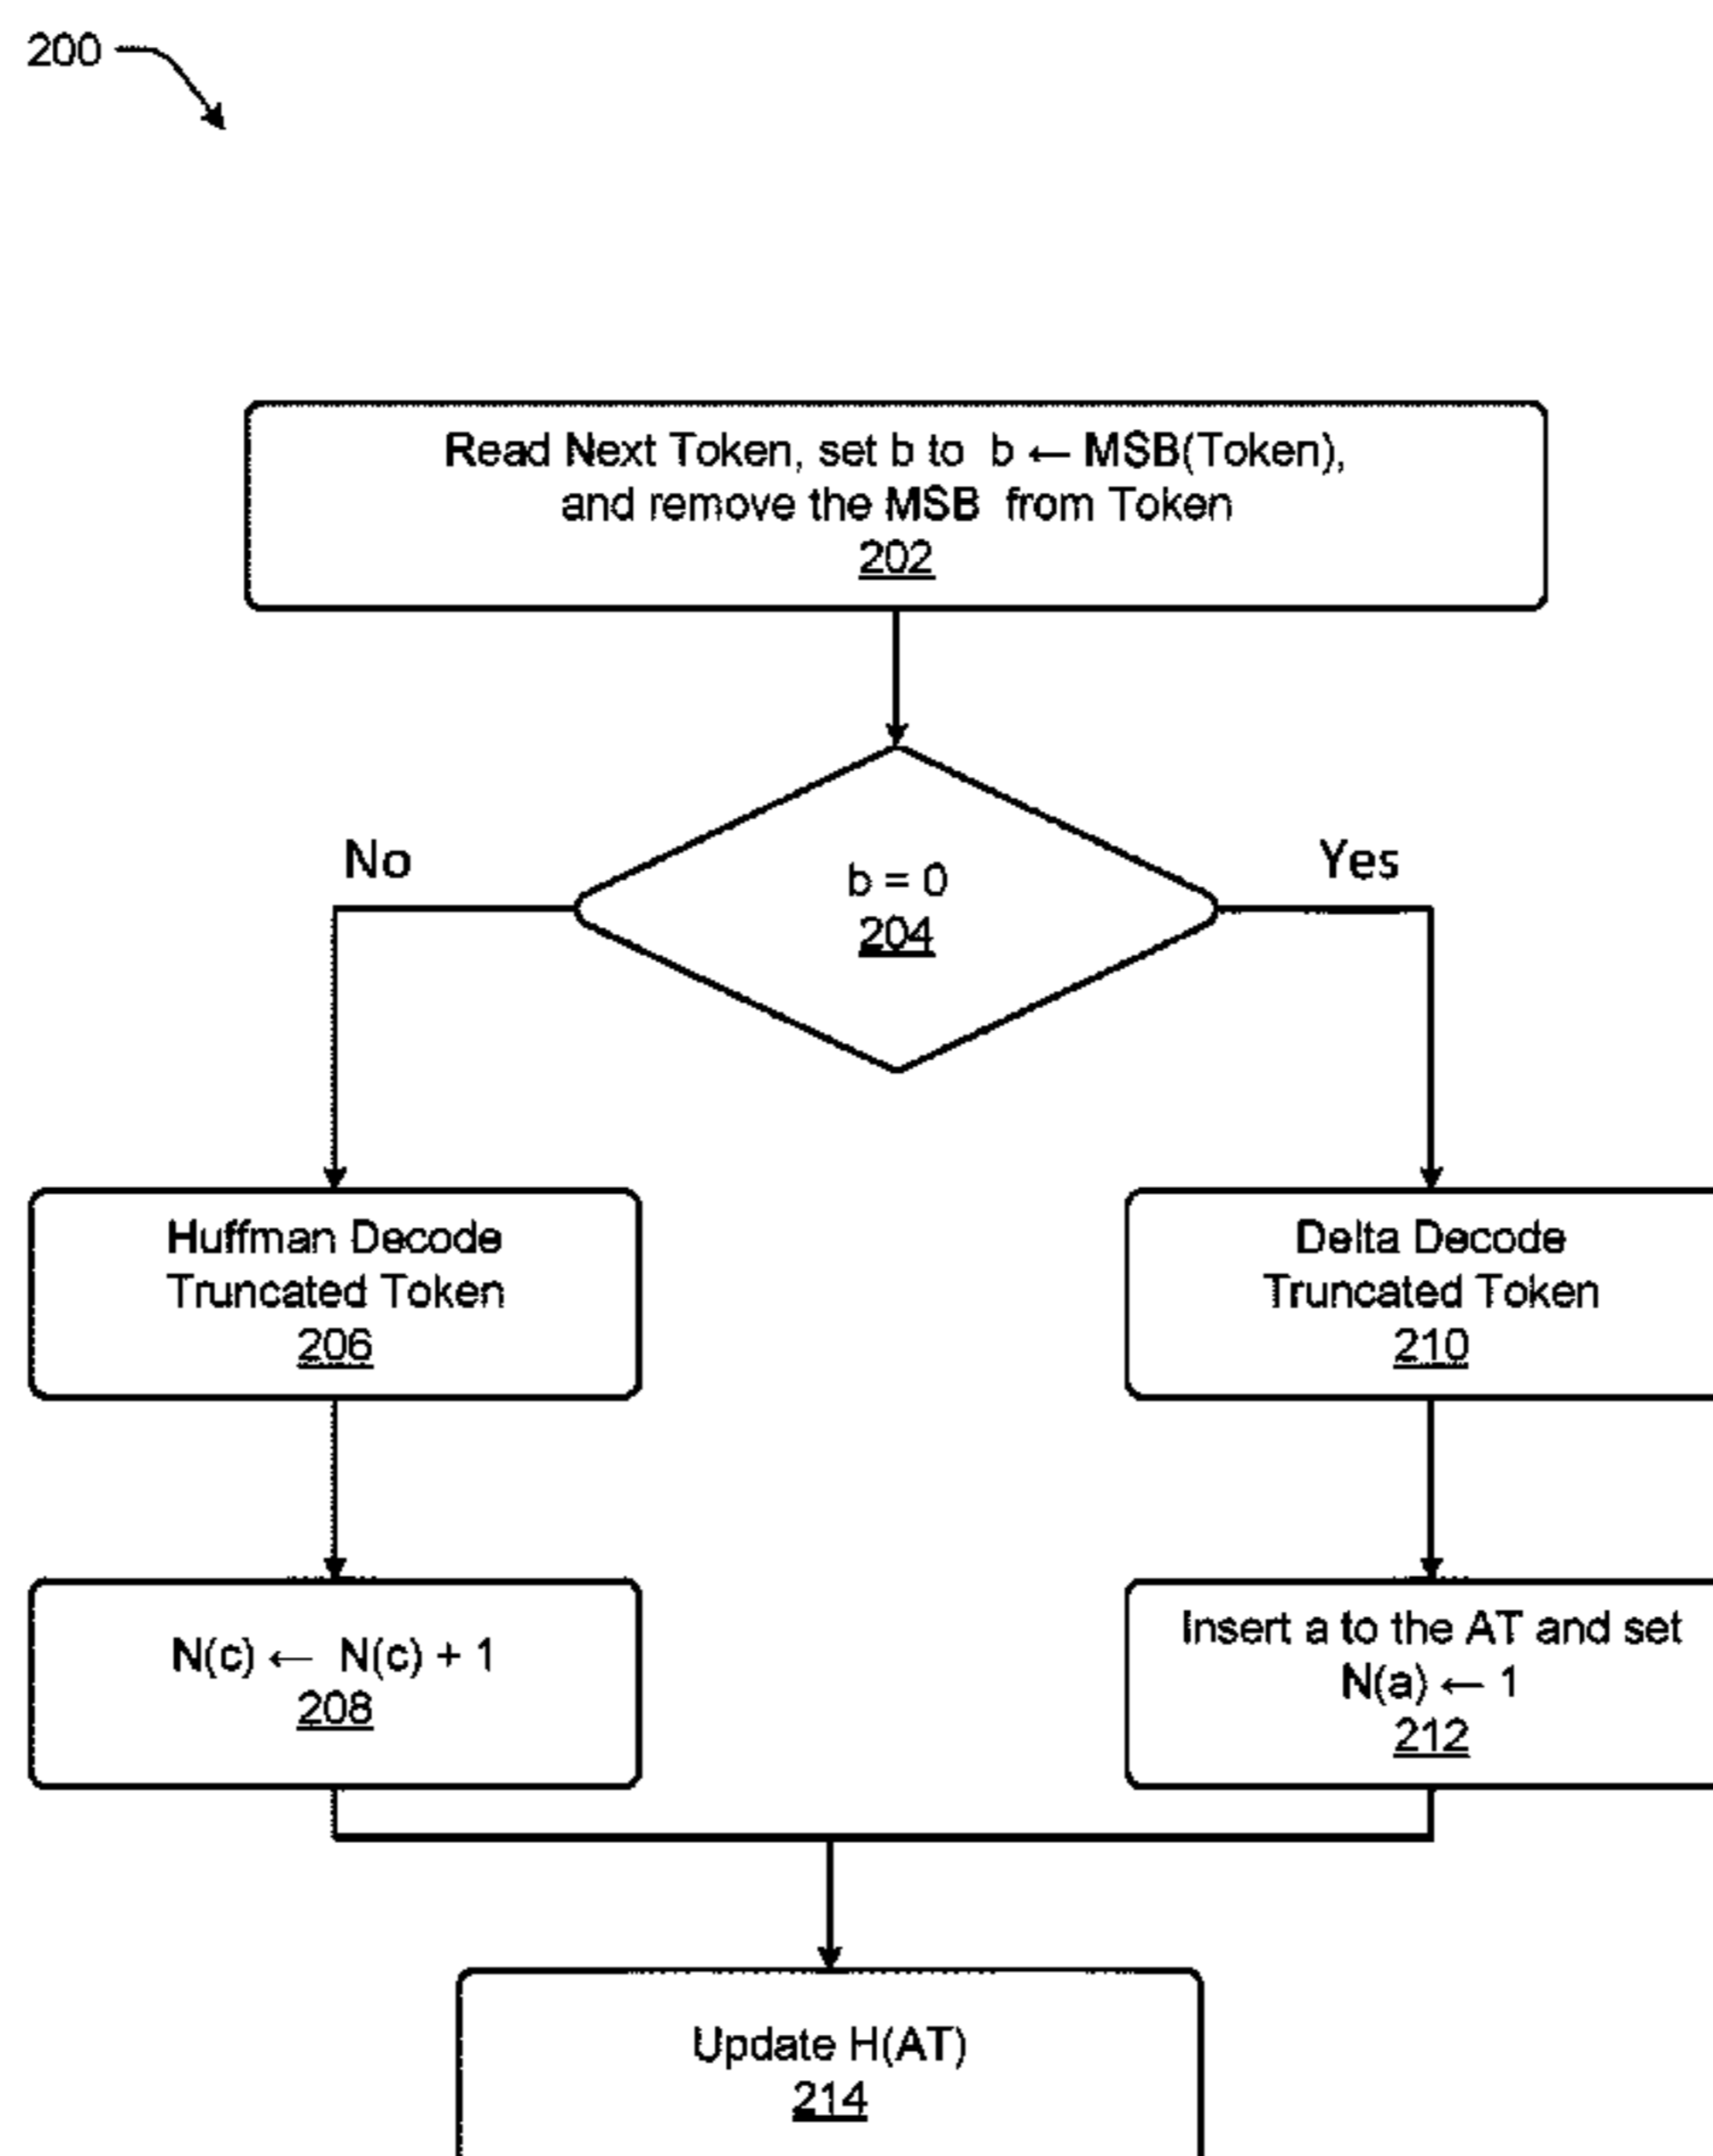 200
Read Next Token, set b to b ← MSB(Token),
and remove the MSB from Token
202
b = 0
204
No
Yes
Huffman Decode
Truncated Token
206
Delta Decode
Truncated Token
210
N(c) ← N(c) + 1
208
Insert a to the AT and set
N(a) ← 1
212
Update H(AT)
214